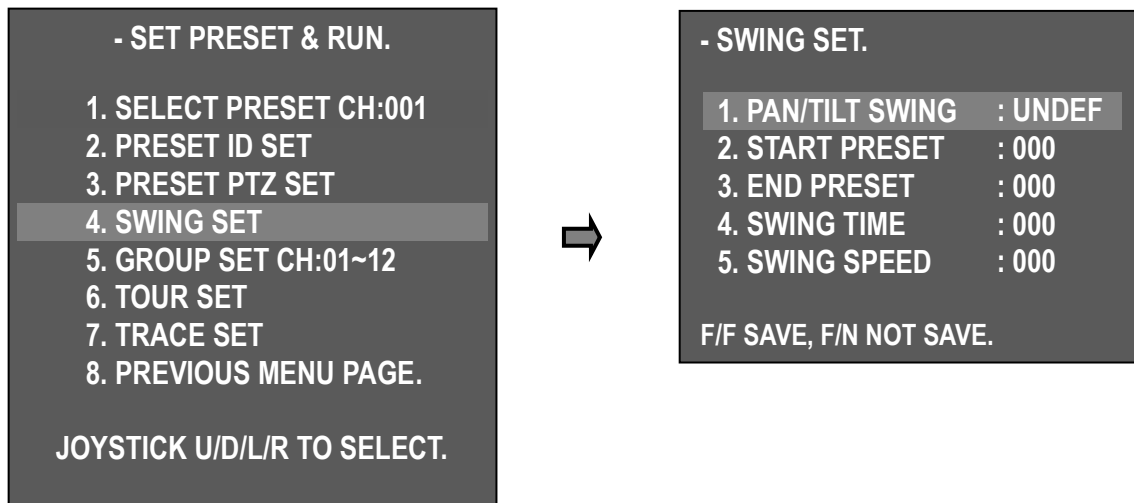 - SET PRESET & RUN.
1. SELECT PRESET CH:001
2. PRESET ID SET
3. PRESET PTZ SET
4. SWING SET
5. GROUP SET CH:01~12
6. TOUR SET
7. TRACE SET
8. PREVIOUS MENU PAGE.
JOYSTICK U/D/L/R TO SELECT.
- SWING SET.
1. PAN/TILT SWING : UNDEF
2. START PRESET : 000
3. END PRESET : 000
4. SWING TIME : 000
5. SWING SPEED : 000
F/F SAVE, F/N NOT SAVE.